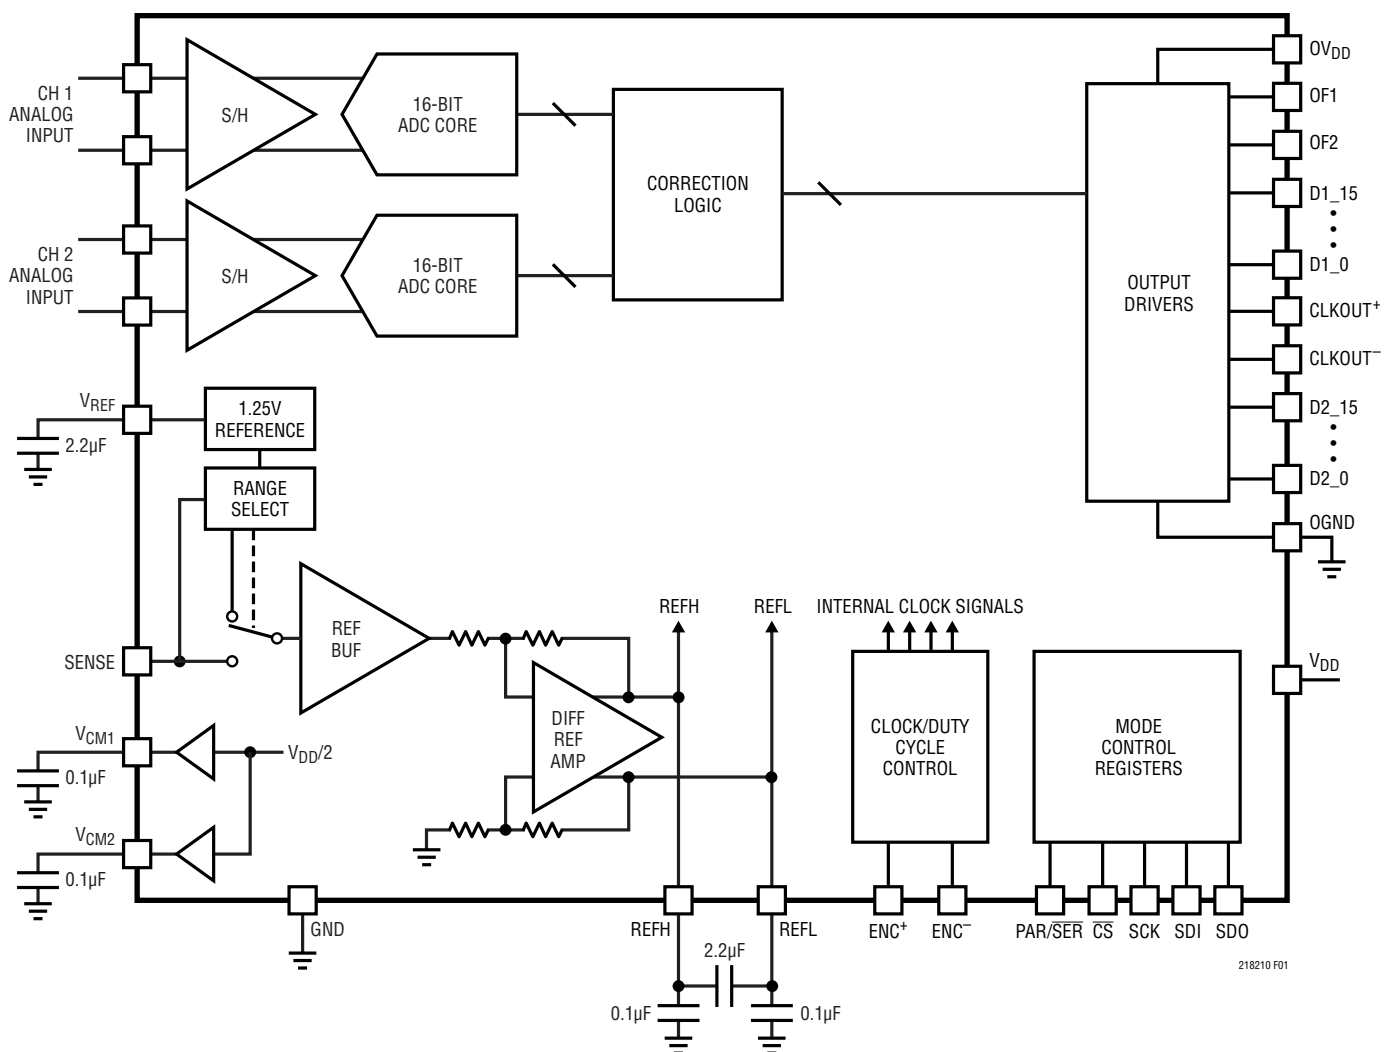 CH 1
ANALOG
INPUT
S/H
16-BIT
ADC CORE
CH 2
ANALOG
INPUT
S/H
16-BIT
ADC CORE
CORRECTION
LOGIC
OUTPUT
DRIVERS
OVDD
OF1
OF2
D1_15
D1_0
CLKOUT+
CLKOUT–
D2_15
D2_0
OGND
VDD
VREF
2.2µF
1.25V
REFERENCE
RANGE
SELECT
SENSE
REF
BUF
VCM1
0.1µF
VDD/2
VCM2
0.1µF
GND
DIFF
REF
AMP
REFH
REFL
INTERNAL CLOCK SIGNALS
CLOCK/DUTY
CYCLE
CONTROL
MODE
CONTROL
REGISTERS
REFH
REFL
ENC+
ENC–
PAR/S̅E̅R̅
C̅S̅
SCK
SDI
SDO
2.2µF
0.1µF
0.1µF
218210 F01